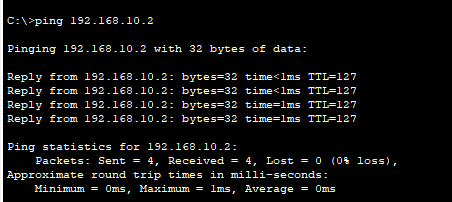 C:\>ping 192.168.10.2
Pinging 192.168.10.2 with 32 bytes of data:
Reply from 192.168.10.2: bytes=32 time<1ms TTL=127
Reply from 192.168.10.2: bytes=32 time<1ms TTL=127
Reply from 192.168.10.2: bytes=32 time=1ms TTL=127
Reply from 192.168.10.2: bytes=32 time=1ms TTL=127
Ping statistics for 192.168.10.2:
Packets: Sent = 4, Received = 4, Lost = 0 (0% loss),
Approximate round trip times in milli-seconds:
Minimum = 0ms, Maximum = 1ms, Average = 0ms